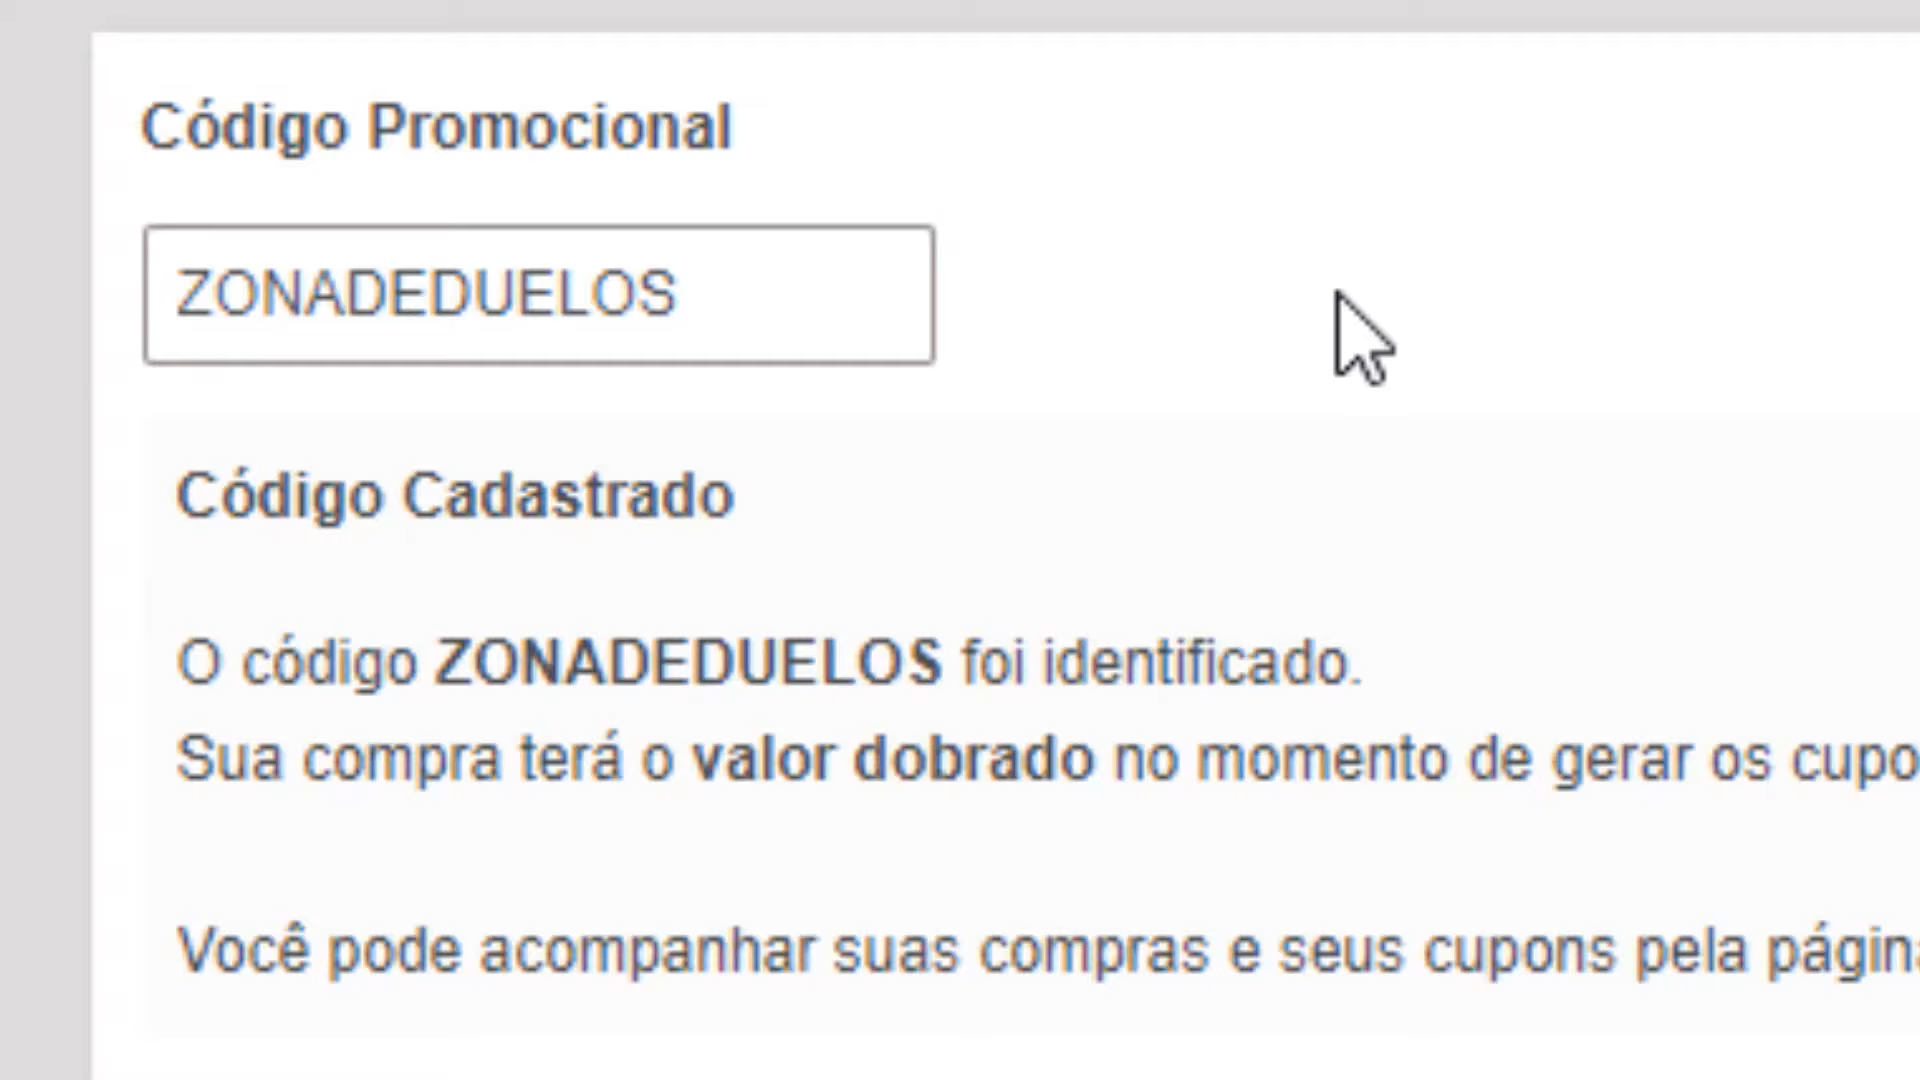 Código Promocional
ZONADEDUELOS
Código Cadastrado
O código ZONADEDUELOS foi identificado.
Sua compra terá o valor dobrado no momento de gerar os
Você pode acompanhar suas compras e seus cupons pela